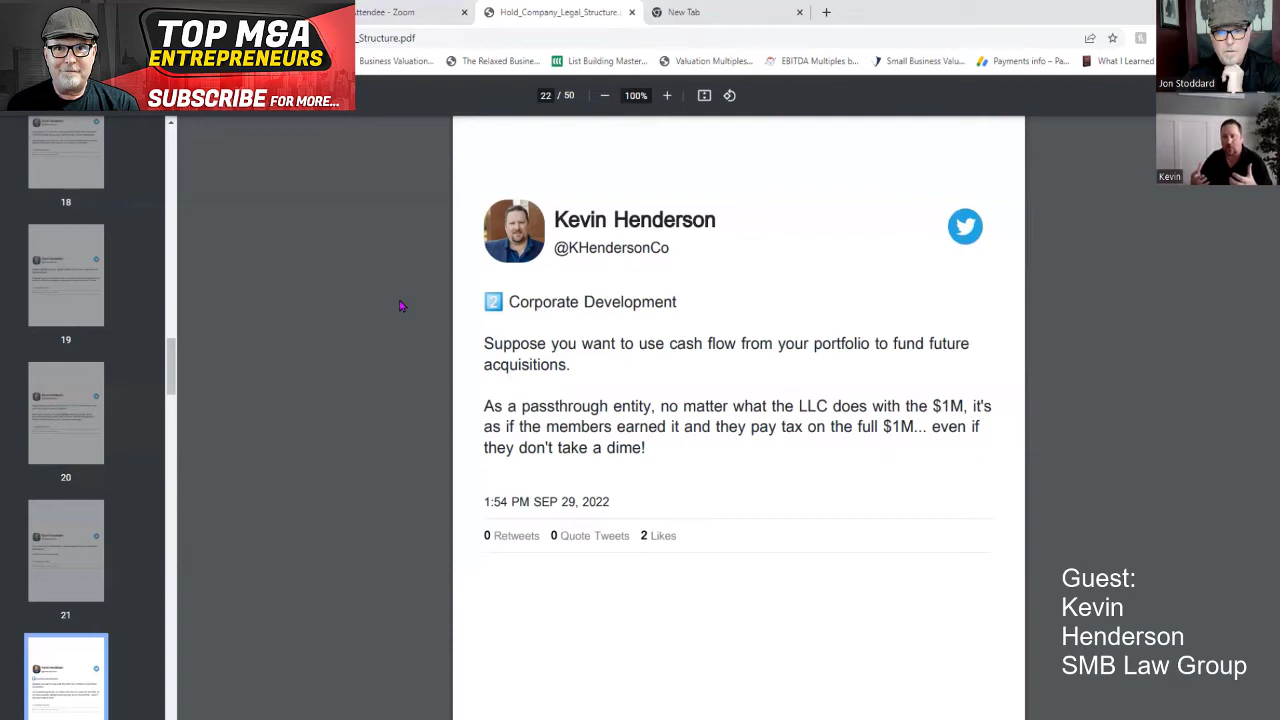 TOP M&A
ENTREPRENEURS
SUBSCRIBE FOR MORE...
ttendee - Zoom
Hold_Company_Legal_Structure.
New Tab
_Structure.pdf
Business Valuation...
The Relaxed Busine...
List Building Master...
Valuation Multiples...
EBITDA Multiples b...
Small Business Valu...
Payments info – Pa...
What I Learned
22 / 50
100%
Jon Stoddard
Kevin
18
19
20
21
Kevin Henderson
@KHendersonCo
2 Corporate Development
Suppose you want to use cash flow from your portfolio to fund future
acquisitions.
As a passthrough entity, no matter what the LLC does with the $1M, it's
as if the members earned it and they pay tax on the full $1M... even if
they don't take a dime!
1:54 PM SEP 29, 2022
0 Retweets 0 Quote Tweets 2 Likes
Guest:
Kevin
Henderson
SMB Law Group